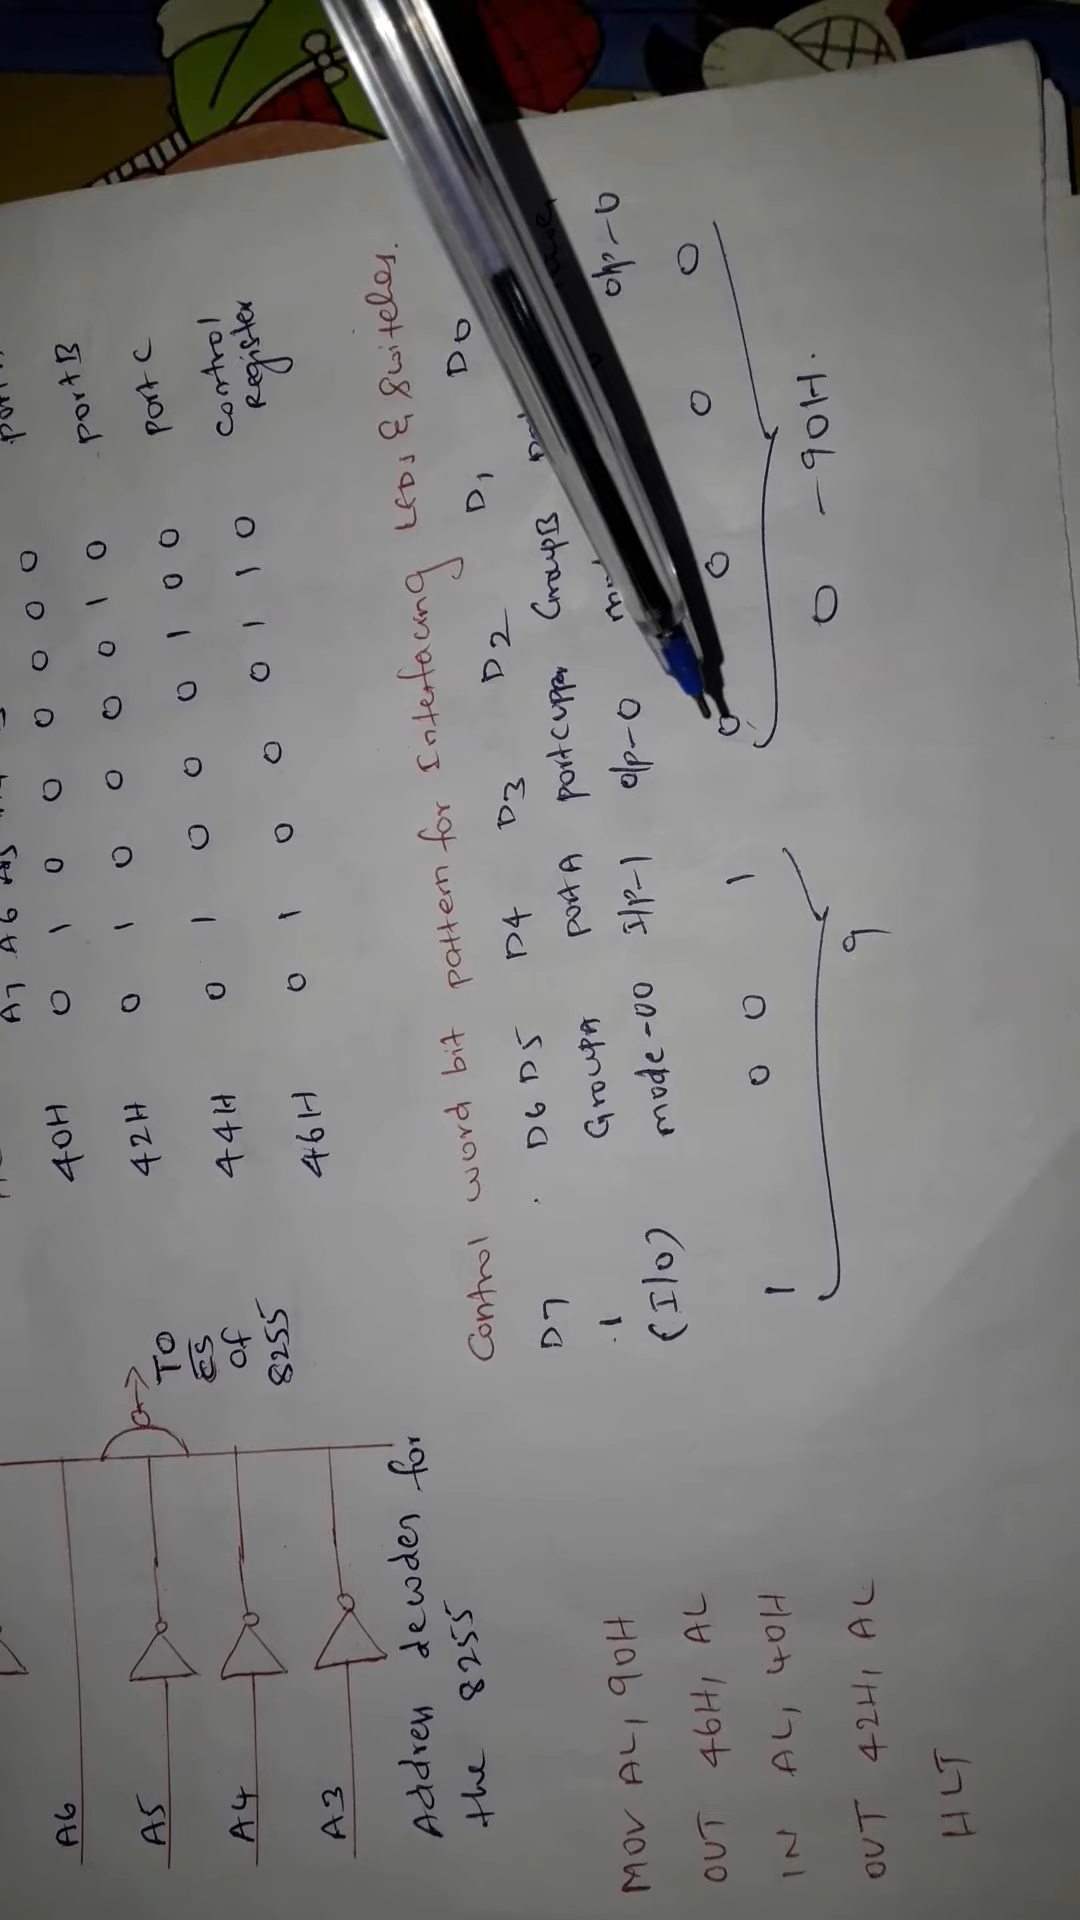 A7 A6 A5
40H 0 1 0 0 0 0 0 0
42H 0 1 0 0 0 0 1 0 port B
44H 0 1 0 0 0 1 0 0 port C
46H 0 1 0 0 0 1 1 0 control
Register
A6
A5
A4
A3
TO
CS
of
8255
Address decoder for
the 8255
Control word bit pattern for Interfacing LEDs & switches.
D7 D6 D5 D4 D3 D2 D1 D0
1 Group A port A port C upper Group B
(I/O) mode-00 I/P-1 O/P-0 O/P-0
1 0 0 1 0 0 0 0
9 0 -90H.
MOV AL, 90H
OUT 46H, AL
IN AL, 40H
OUT 42H, AL
HLT